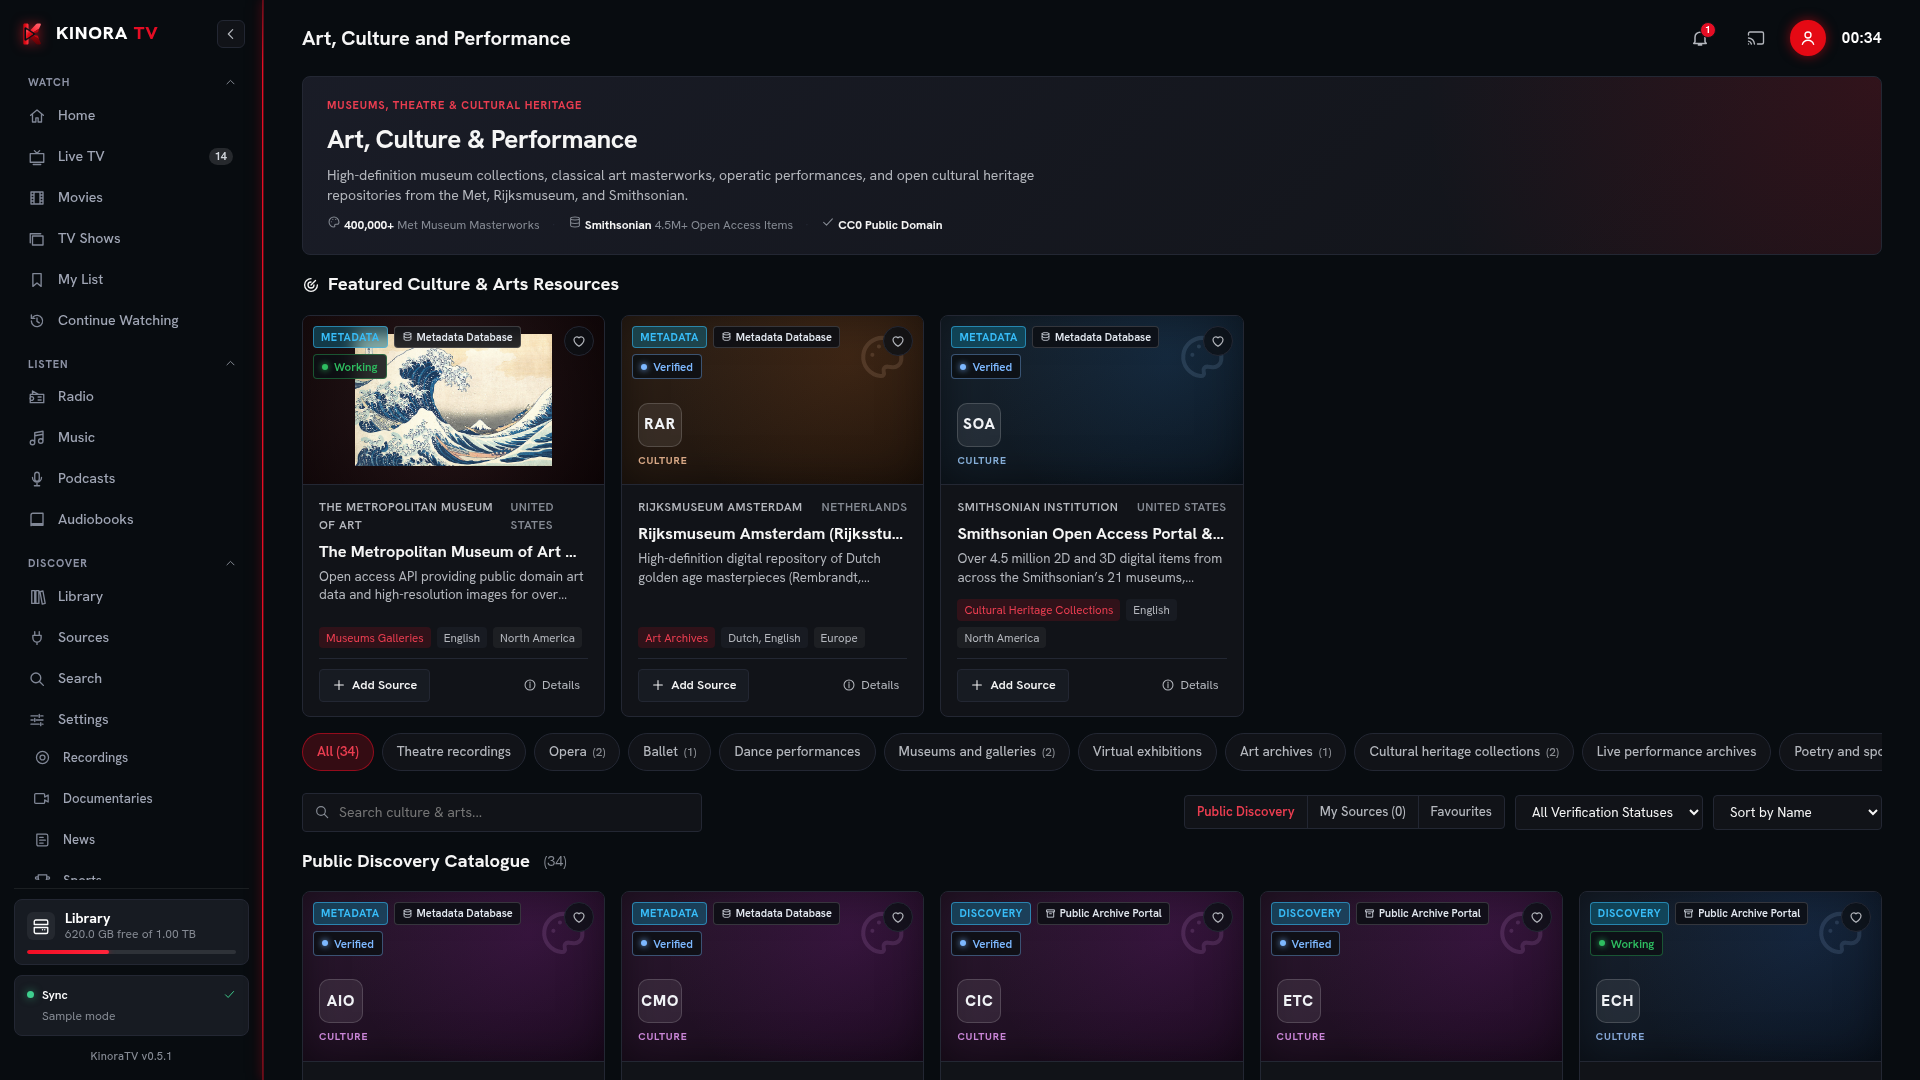 KINORA TV
WATCH
Home
Live TV
14
Movies
TV Shows
My List
Continue Watching
LISTEN
Radio
Music
Podcasts
Audiobooks
DISCOVER
Library
Sources
Search
Settings
Recordings
Documentaries
News
Sports
Library
620.0 GB free of 1.00 TB
Sync
Sample mode
KinoraTV v0.5.1
Art, Culture and Performance
1
00:34
MUSEUMS, THEATRE & CULTURAL HERITAGE
Art, Culture & Performance
High-definition museum collections, classical art masterworks, operatic performances, and open cultural heritage
repositories from the Met, Rijksmuseum, and Smithsonian.
400,000+ Met Museum Masterworks
Smithsonian 4.5M+ Open Access Items
CC0 Public Domain
Featured Culture & Arts Resources
METADATA
Metadata Database
Working
THE METROPOLITAN MUSEUM
OF ART
UNITED
STATES
The Metropolitan Museum of Art ...
Open access API providing public domain art
data and high-resolution images for over...
Museums Galleries
English
North America
Add Source
Details
METADATA
Metadata Database
Verified
RAR
CULTURE
RIJKSMUSEUM AMSTERDAM
NETHERLANDS
Rijksmuseum Amsterdam (Rijksstu...
High-definition digital repository of Dutch
golden age masterpieces (Rembrandt,...
Art Archives
Dutch, English
Europe
Add Source
Details
METADATA
Metadata Database
Verified
SOA
CULTURE
SMITHSONIAN INSTITUTION
UNITED STATES
Smithsonian Open Access Portal &...
Over 4.5 million 2D and 3D digital items from
across the Smithsonian's 21 museums,...
Cultural Heritage Collections
English
North America
Add Source
Details
All (34)
Theatre recordings
Opera (2)
Ballet (1)
Dance performances
Museums and galleries (2)
Virtual exhibitions
Art archives (1)
Cultural heritage collections (2)
Live performance archives
Poetry and spo
Search culture & arts...
Public Discovery
My Sources (0)
Favourites
All Verification Statuses
Sort by Name
Public Discovery Catalogue (34)
METADATA
Metadata Database
Verified
AIO
CULTURE
METADATA
Metadata Database
Verified
CMO
CULTURE
DISCOVERY
Public Archive Portal
Verified
CIC
CULTURE
DISCOVERY
Public Archive Portal
Verified
ETC
CULTURE
DISCOVERY
Public Archive Portal
Working
ECH
CULTURE